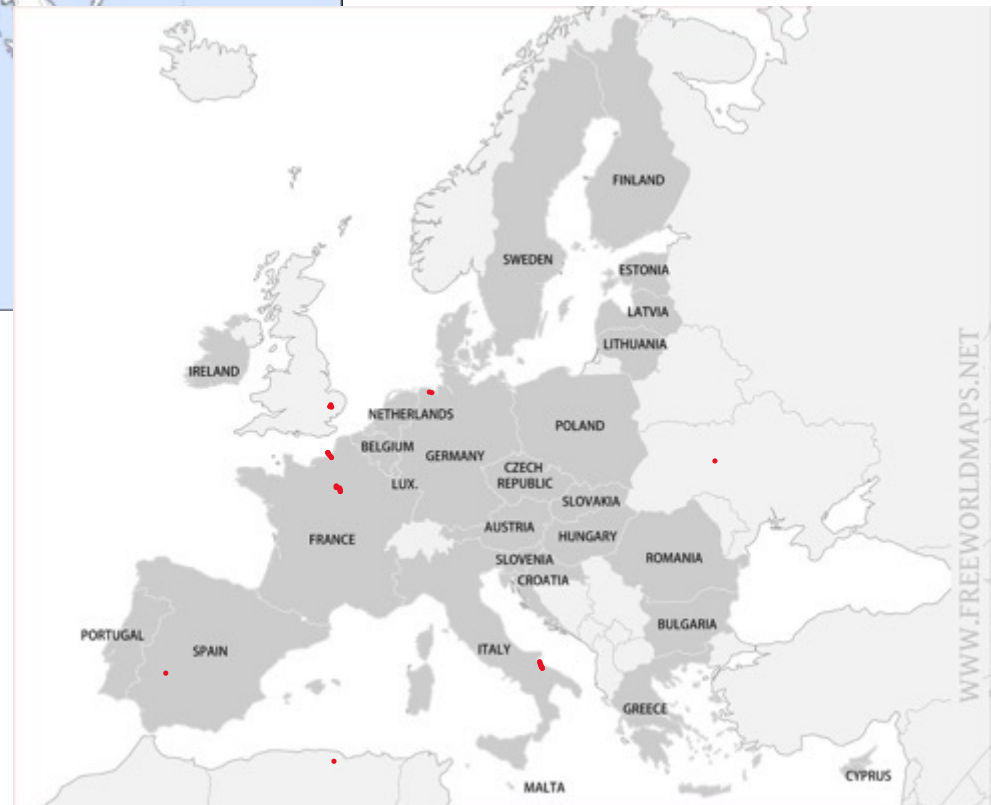 FINLAND
SWEDEN
ESTONIA
LATVIA
LITHUANIA
IRELAND
NETHERLANDS
POLAND
BELGIUM
GERMANY
CZECH
REPUBLIC
LUX.
SLOVAKIA
AUSTRIA
HUNGARY
FRANCE
SLOVENIA
ROMANIA
CROATIA
BULGARIA
PORTUGAL
SPAIN
ITALY
GREECE
CYPRUS
MALTA
WWW.FREEWORLDMAPS.NET